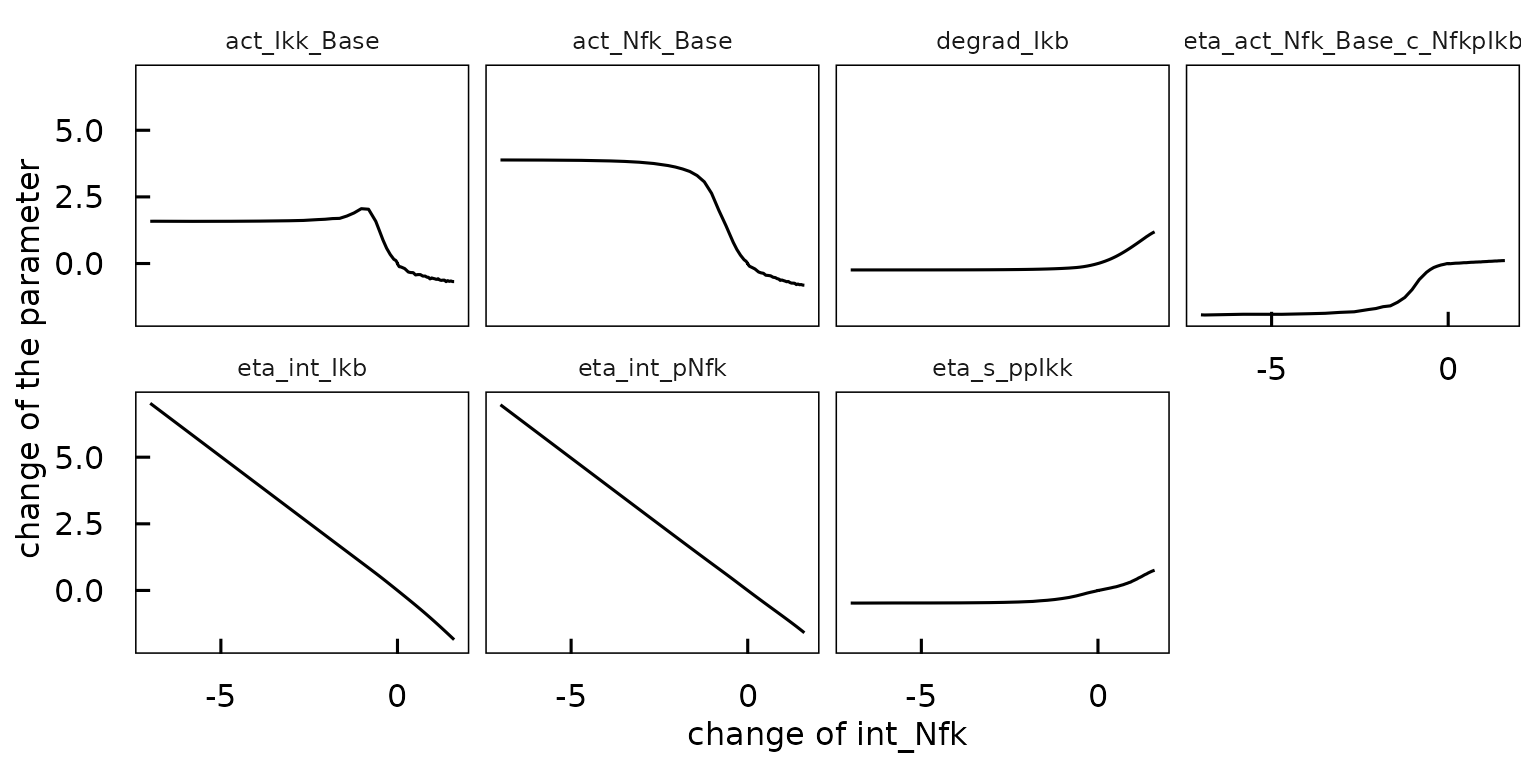 act_Ikk_Base
act_Nfk_Base
degrad_Ikb
eta_act_Nfk_Base_c_NfkpIkb
5.0
2.5
0.0
-5
0
change of the parameter
eta_int_Ikb
eta_int_pNfk
eta_s_ppIkk
5.0
2.5
0.0
-5
0
-5
0
-5
0
change of int_Nfk